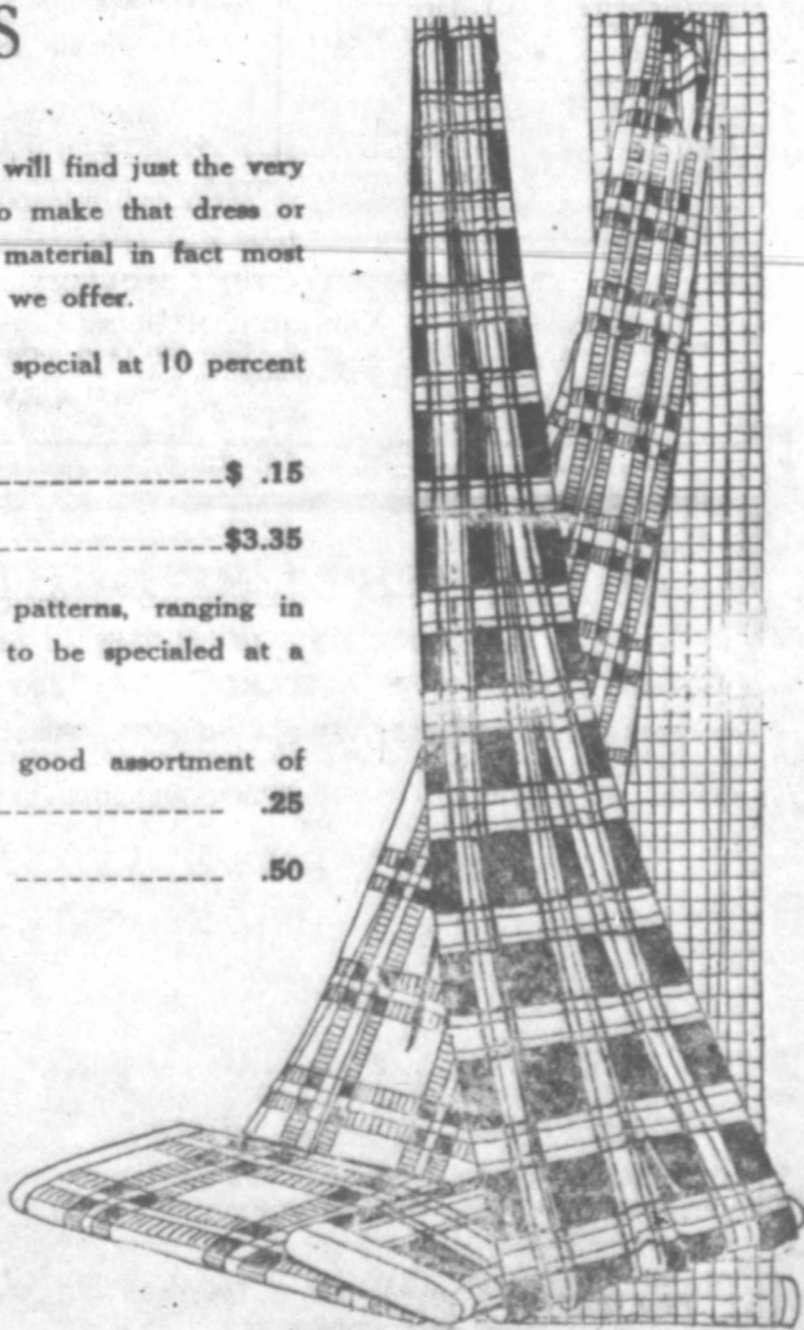 S
will find just the very
o make that dress or
material in fact most
we offer.
special at 10 percent
$ .15
$3.35
patterns, ranging in
to be specialed at a
good assortment of
.25
.50